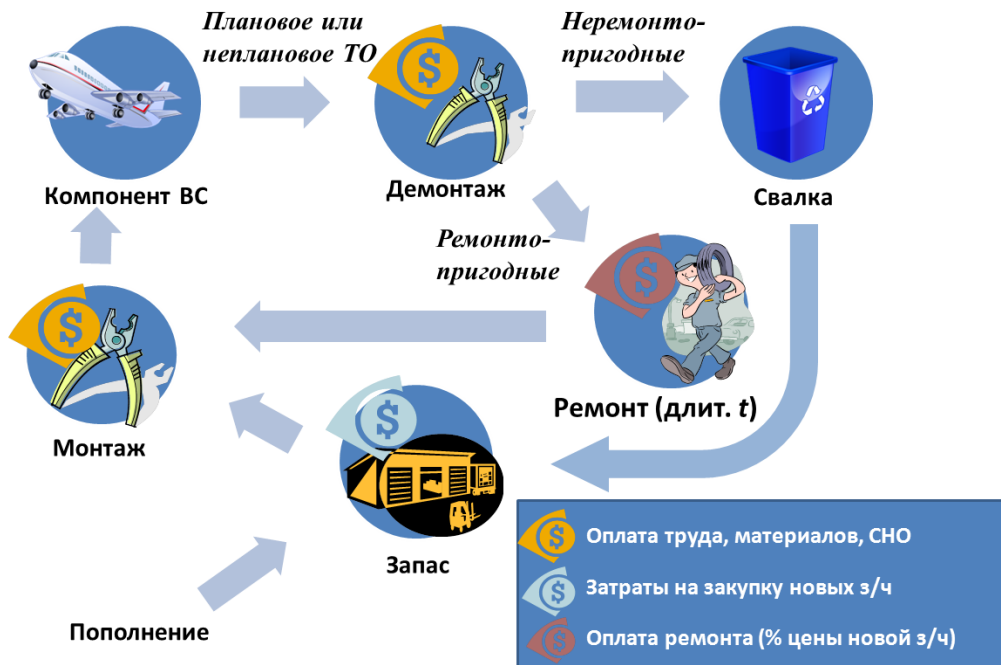 Плановое или
неплановое ТО
Неремонто-
пригодные
$
$
Компонент ВС
Демонтаж
Свалка
Ремонто-
пригодные
$
$
Ремонт (длит. t)
Монтаж
$
Запас
Пополнение
$ Оплата труда, материалов, СНО
$ Затраты на закупку новых з/ч
$ Оплата ремонта (% цены новой з/ч)